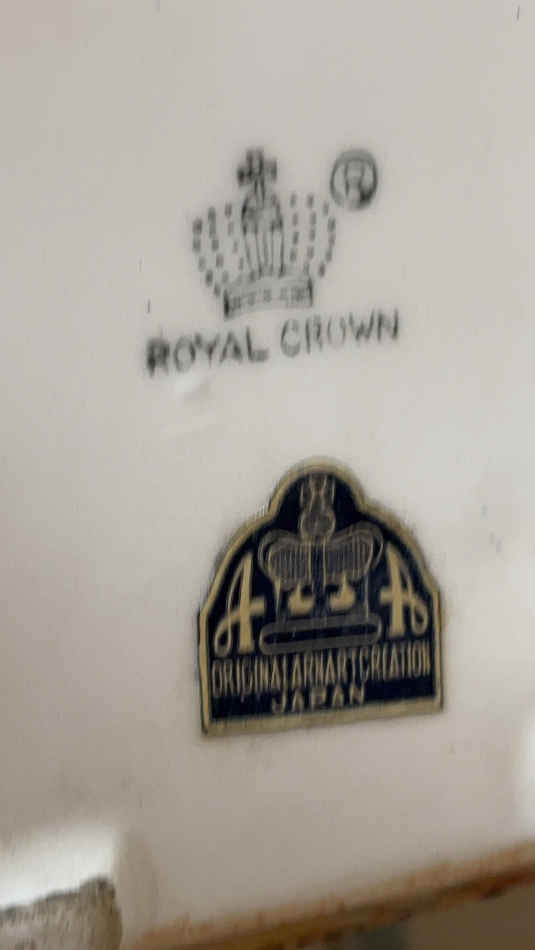 ®
ROYAL CROWN
A A
ORIGINAL ARNART CREATION
JAPAN